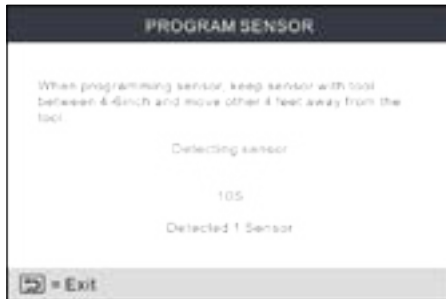 PROGRAM SENSOR
When programming sensor, keep sensor with tool
between 4-6inch and move other 4 feet away from the
tool
Detecting sensor
10S
Detected 1 Sensor
= Exit